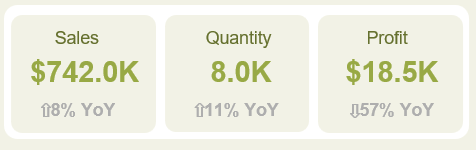 Sales
$742.0K
⇧8% YoY
Quantity
8.0K
⇧11% YoY
Profit
$18.5K
⇩57% YoY